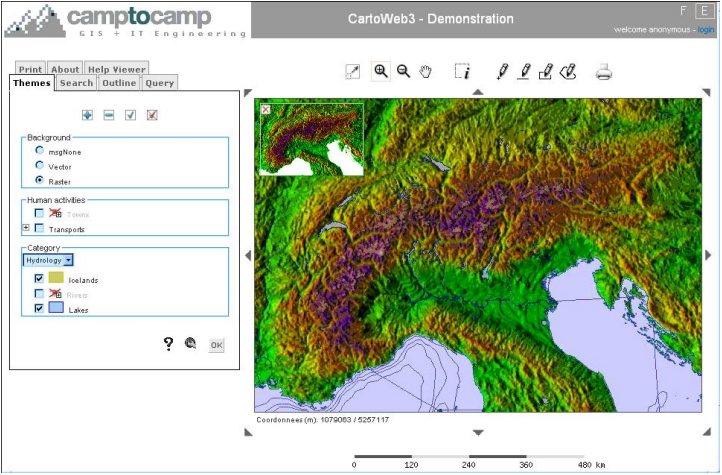 camptocamp
GIS + IT Engineering
CartoWeb3 - Demonstration
F E
welcome anonymous - login
Print About Help Viewer
Themes Search Outline Query
Background
msgNone
Vector
Raster
Human activities
Towns
Transports
Category
Hydrology
Icelands
Rivers
Lakes
? OK
Coordonnees (m): 1079063 / 5257117
0 120 240 360 480 km